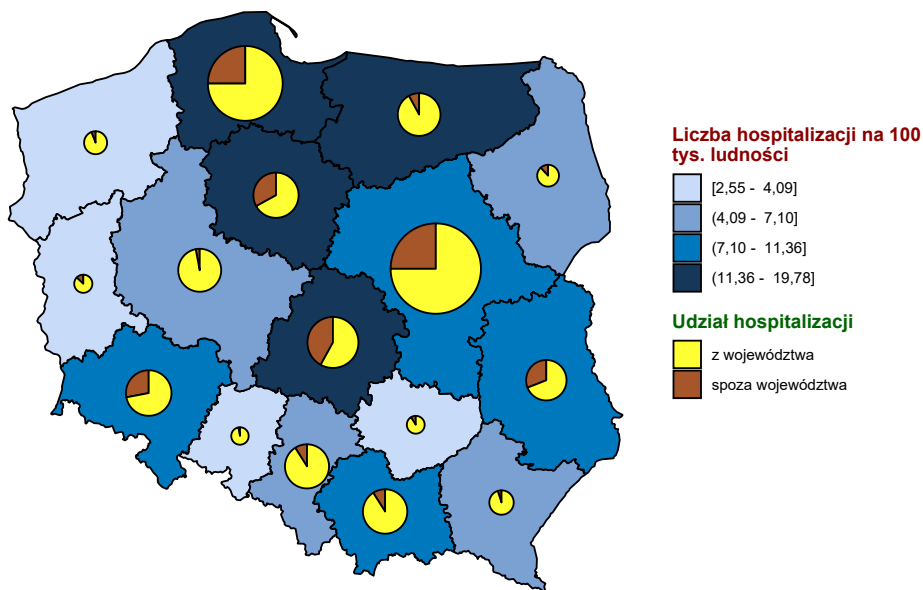 Liczba hospitalizacji na 100
tys. ludności
[2,55 - 4,09]
(4,09 - 7,10]
(7,10 - 11,36]
(11,36 - 19,78]
Udział hospitalizacji
z województwa
spoza województwa